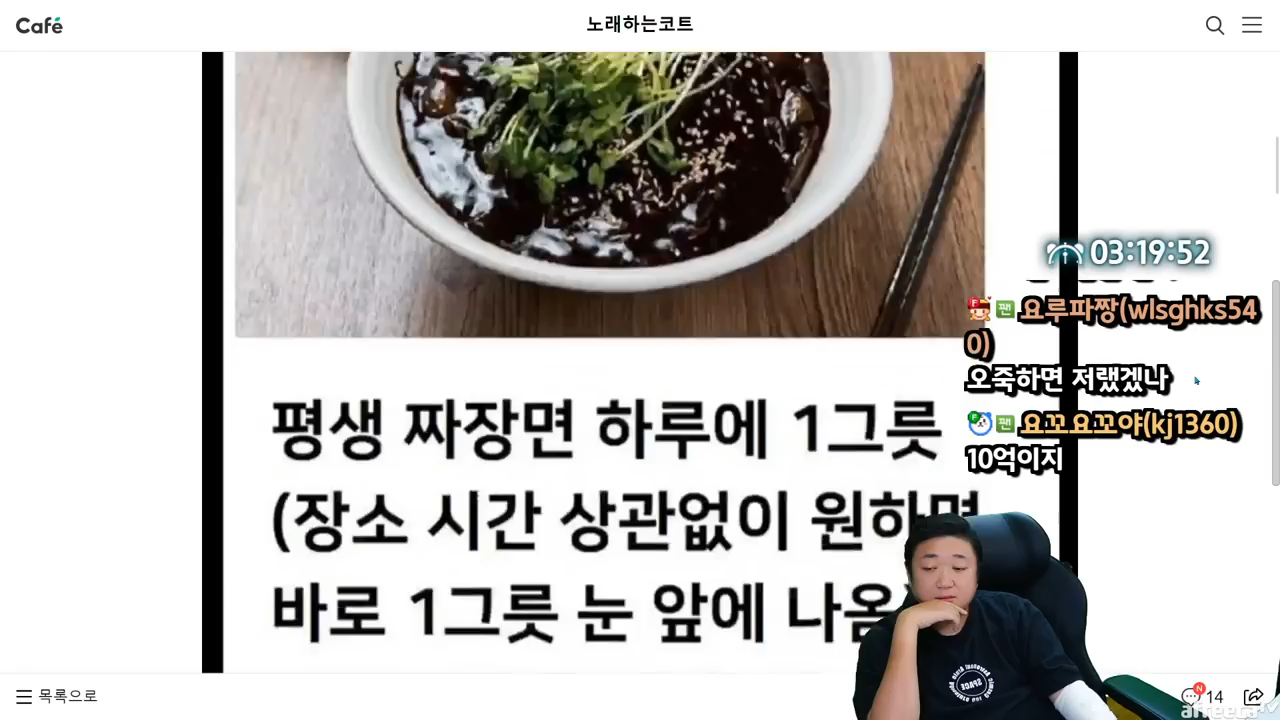 Café
노래하는코트
03:19:52
요루파짱(wlsghks54
0)
오죽하면 저랬겠나
요꼬요꼬야(kj1360)
10억이지
평생 짜장면 하루에 1그릇
(장소 시간 상관없이 원하면
바로 1그릇 눈 앞에 나옴)
SPACE
목록으로
N
14
afreecaTV